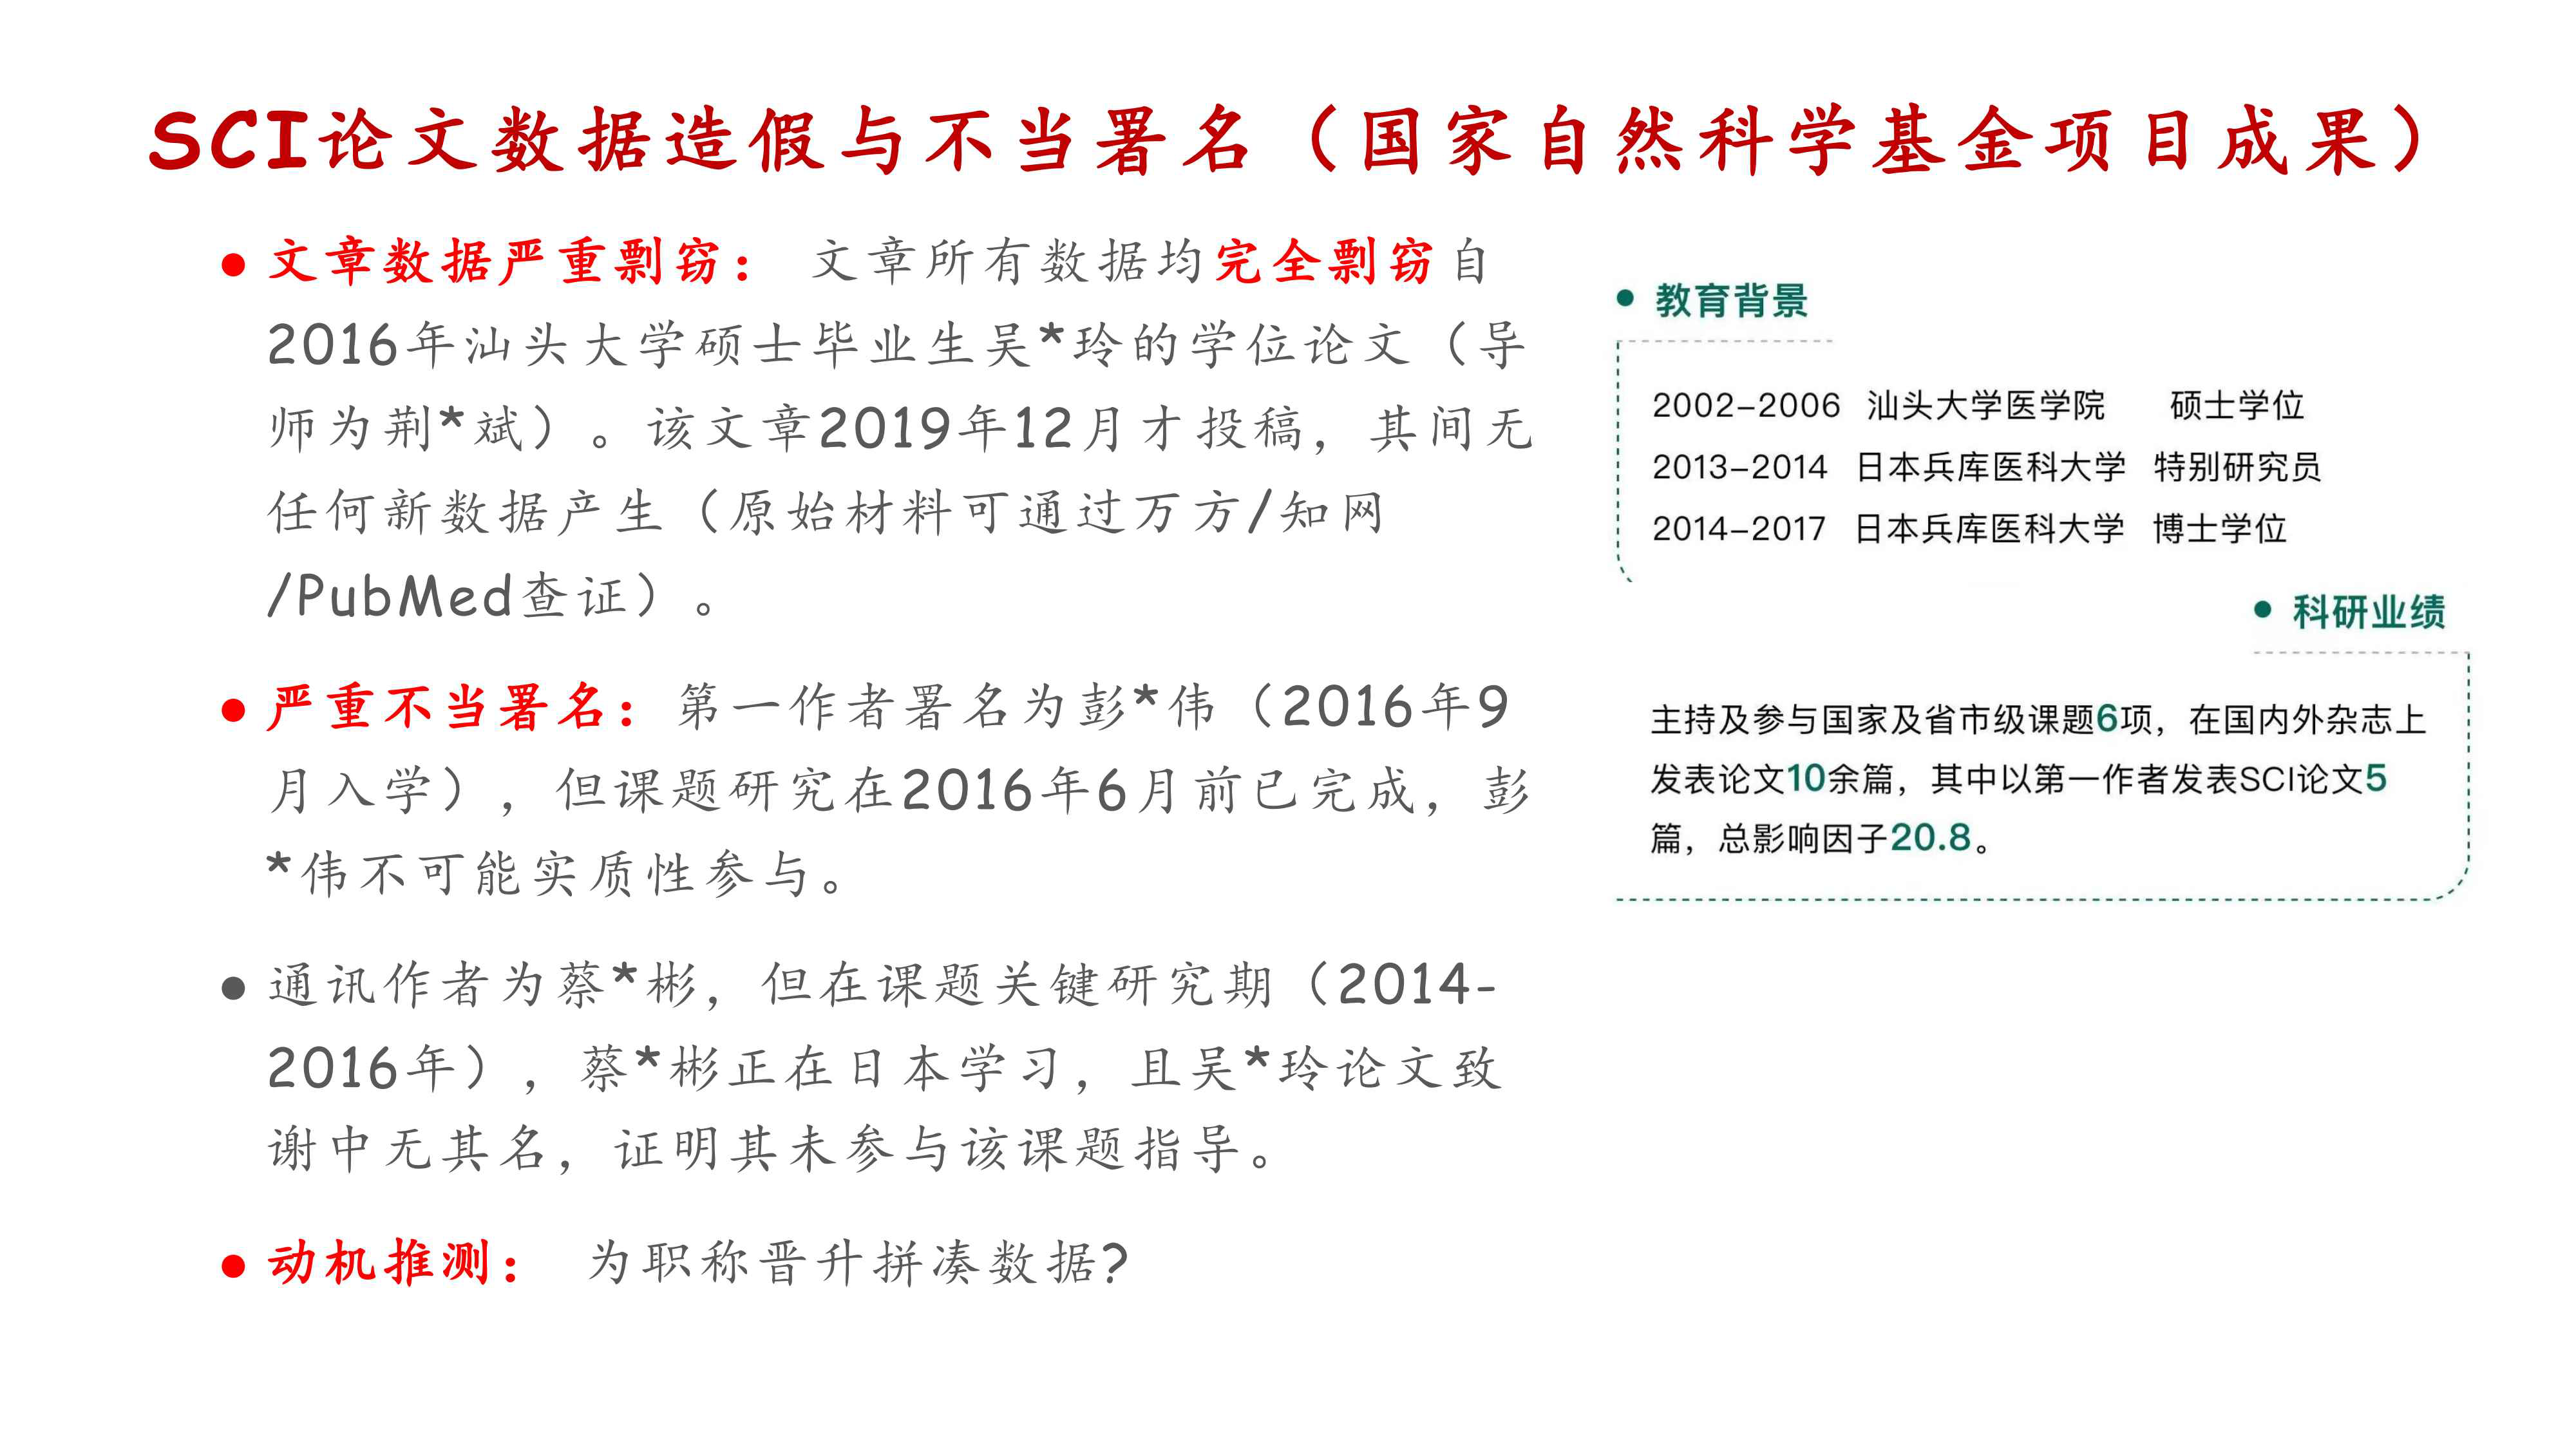 SCI论文数据造假与不当署名（国家自然科学基金项目成果）
● 文章数据严重剽窃： 文章所有数据均完全剽窃自
2016年汕头大学硕士毕业生吴*玲的学位论文（导
师为荆*斌）。该文章2019年12月才投稿，其间无
任何新数据产生（原始材料可通过万方/知网
/PubMed查证）。
● 严重不当署名：第一作者署名为彭*伟（2016年9
月入学），但课题研究在2016年6月前已完成，彭
*伟不可能实质性参与。
● 通讯作者为蔡*彬，但在课题关键研究期（2014-
2016年），蔡*彬正在日本学习，且吴*玲论文致
谢中无其名，证明其未参与该课题指导。
● 动机推测： 为职称晋升拼凑数据?
● 教育背景
2002-2006 汕头大学医学院 硕士学位
2013-2014 日本兵库医科大学 特别研究员
2014-2017 日本兵库医科大学 博士学位
● 科研业绩
主持及参与国家及省市级课题6项，在国内外杂志上
发表论文10余篇，其中以第一作者发表SCI论文5
篇，总影响因子20.8。